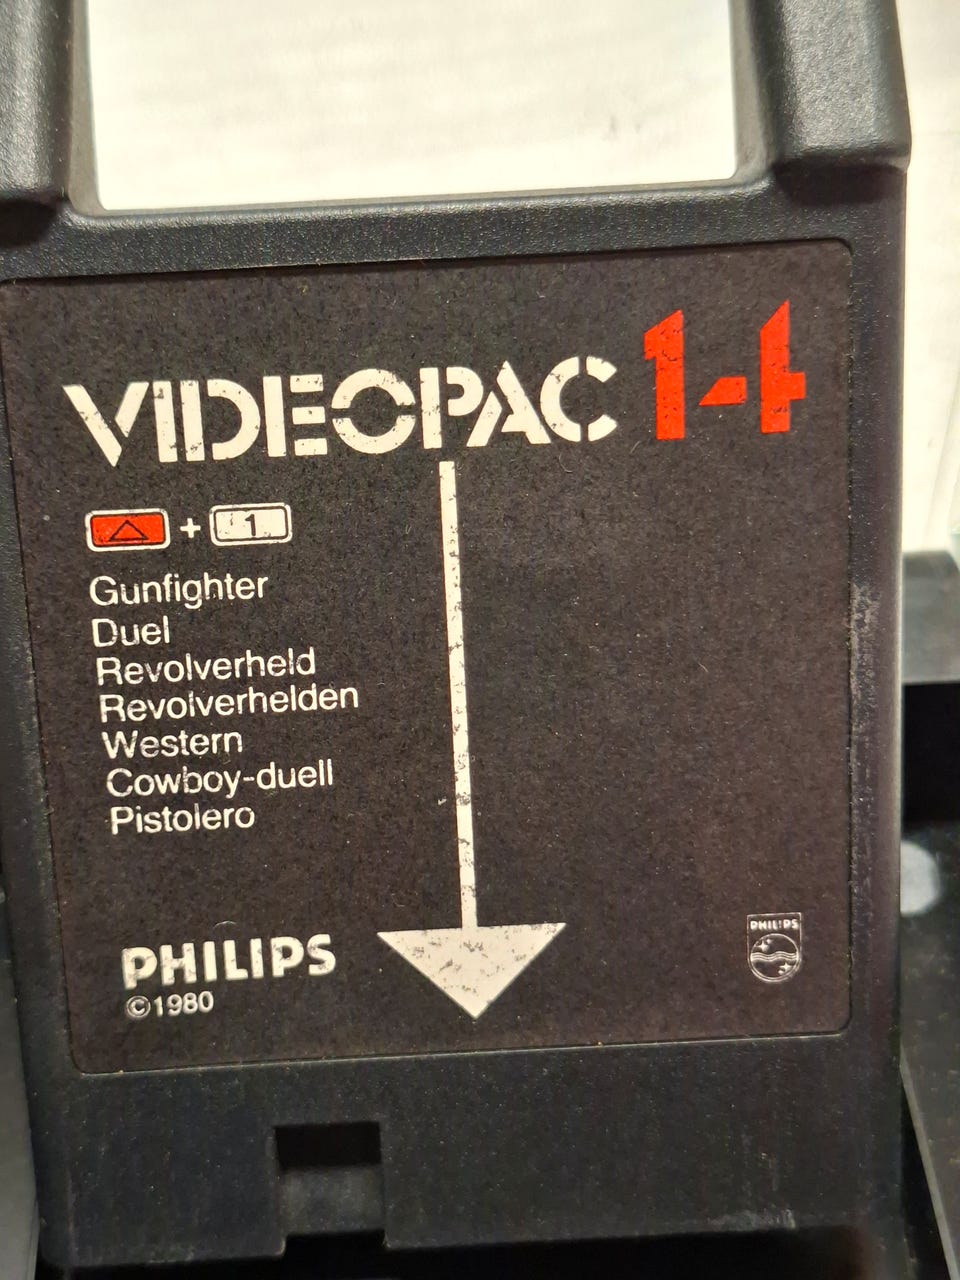 VIDEOPAC 14
△ + 1
Gunfighter
Duel
Revolverheld
Revolverhelden
Western
Cowboy-duell
Pistolero
PHILIPS
©1980
PHILIPS